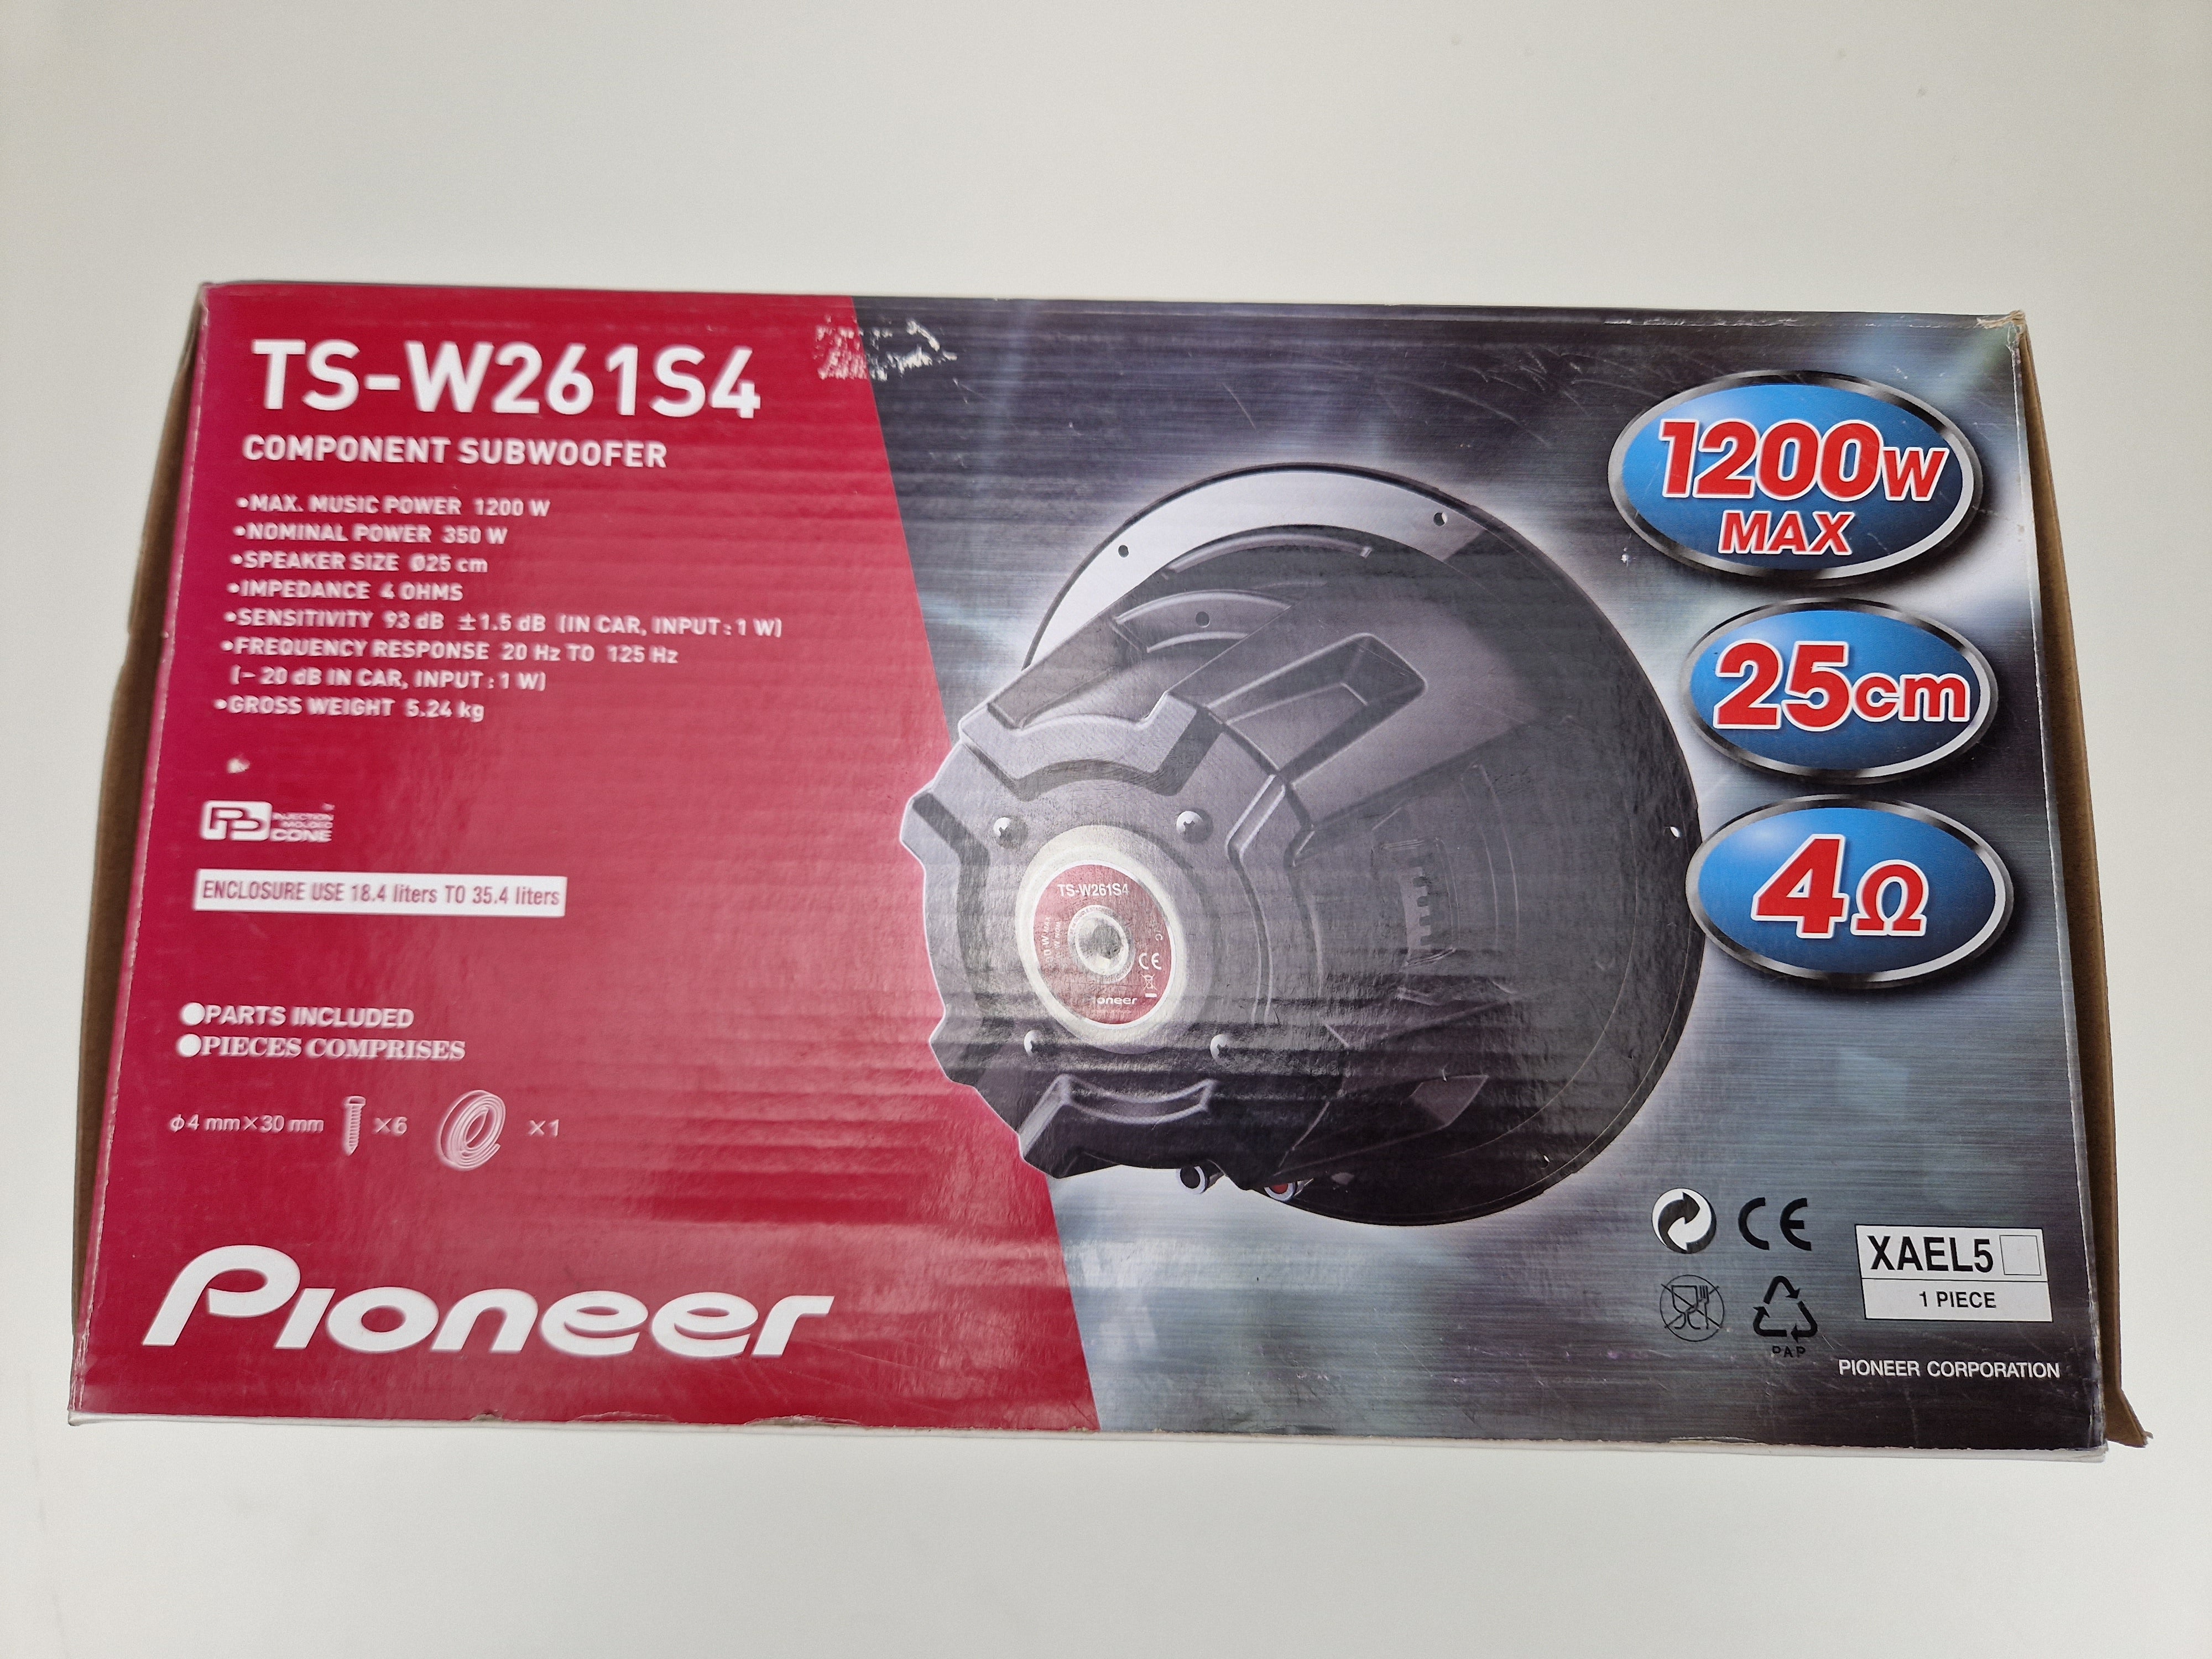 TS-W261S4
COMPONENT SUBWOOFER
•MAX. MUSIC POWER 1200 W
•NOMINAL POWER 350 W
•SPEAKER SIZE Ø25 cm
•IMPEDANCE 4 OHMS
•SENSITIVITY 93 dB ±1.5 dB (IN CAR, INPUT : 1 W)
•FREQUENCY RESPONSE 20 Hz TO 125 Hz
(– 20 dB IN CAR, INPUT : 1 W)
•GROSS WEIGHT 5.24 kg
INJECTION
MOLDED
CONE
ENCLOSURE USE 18.4 liters TO 35.4 liters
●PARTS INCLUDED
●PIECES COMPRISES
ϕ4 mm×30 mm ×6 ×1
Pioneer
1200W
MAX
25cm
4Ω
TS-W261S4
CE
CE
PAP
XAEL5
1 PIECE
PIONEER CORPORATION